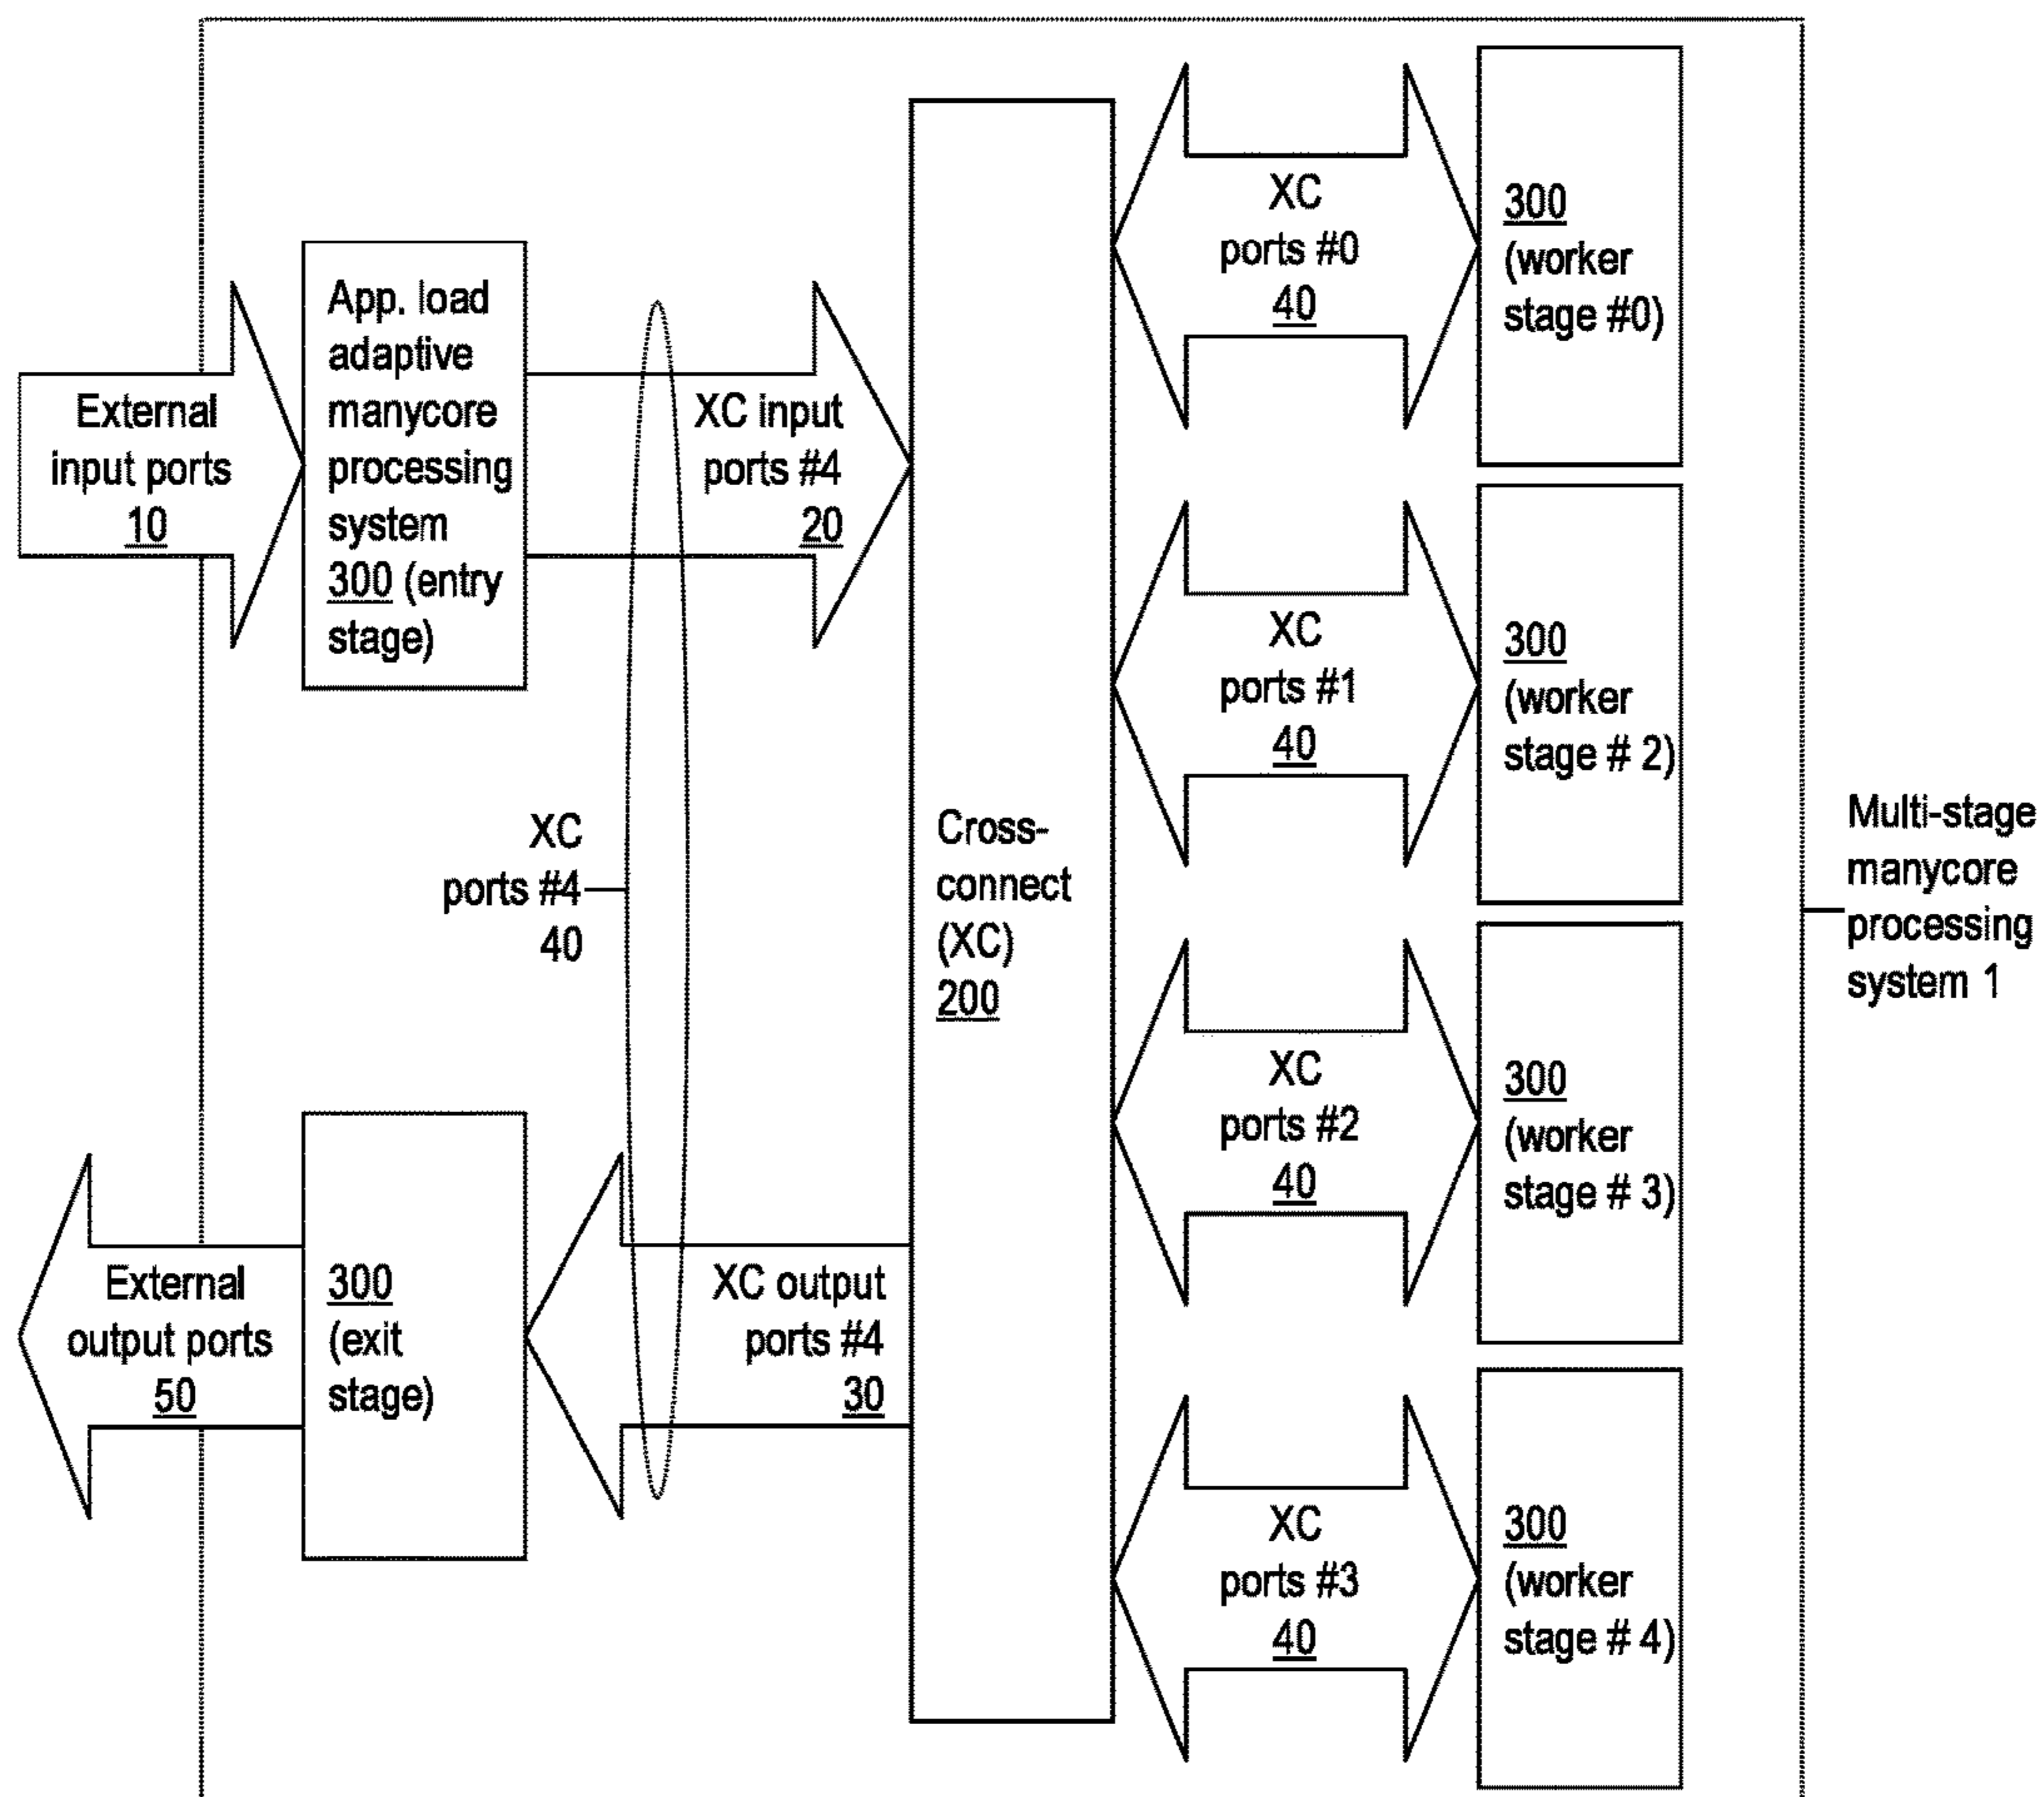 External
input ports
10
App. load
adaptive
manycore
processing
system
300 (entry
stage)
XC input
ports #4
20
XC
ports #4
40
Cross-
connect
(XC)
200
External
output ports
50
300
(exit
stage)
XC output
ports #4
30
XC
ports #0
40
300
(worker
stage #0)
XC
ports #1
40
300
(worker
stage # 2)
XC
ports #2
40
300
(worker
stage # 3)
XC
ports #3
40
300
(worker
stage # 4)
Multi-stage
manycore
processing
system 1